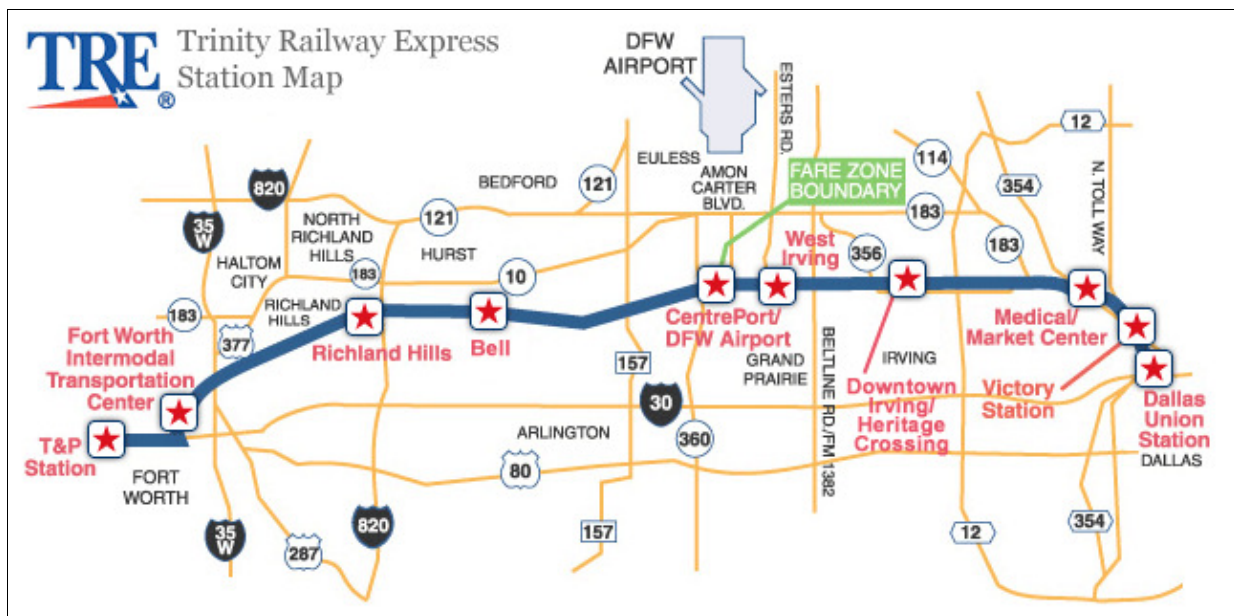 TRE®
Trinity Railway Express
Station Map
DFW
AIRPORT
ESTERS RD.
BELTLINE RD./FM 1382
N. TOLL WAY
12
820
35
W
BEDFORD
121
EULESS
AMON
CARTER
BLVD.
FARE ZONE
BOUNDARY
114
354
NORTH
RICHLAND
HILLS
121
HURST
183
HALTOM
CITY
183
10
West
Irving
356
183
183
RICHLAND
HILLS
377
Fort Worth
Intermodal
Transportation
Center
Richland Hills
Bell
CentrePort/
DFW Airport
Medical/
Market Center
157
GRAND
PRAIRIE
IRVING
Downtown
Irving/
Heritage
Crossing
Victory
Station
Dallas
Union
Station
DALLAS
30
T&P
Station
FORT
WORTH
ARLINGTON
360
80
35
W
287
820
157
12
354